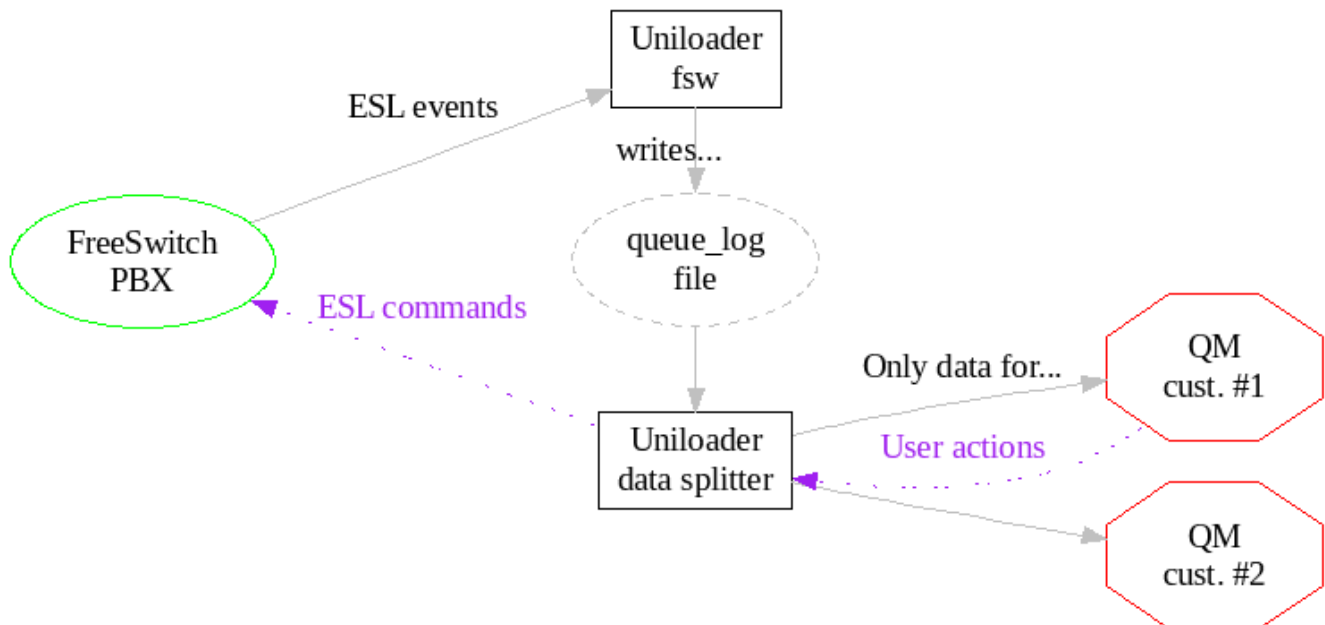 Uniloader
fsw
ESL events
writes...
FreeSwitch
PBX
queue_log
file
ESL commands
QM
cust. #1
Only data for...
Uniloader
data splitter
User actions
QM
cust. #2